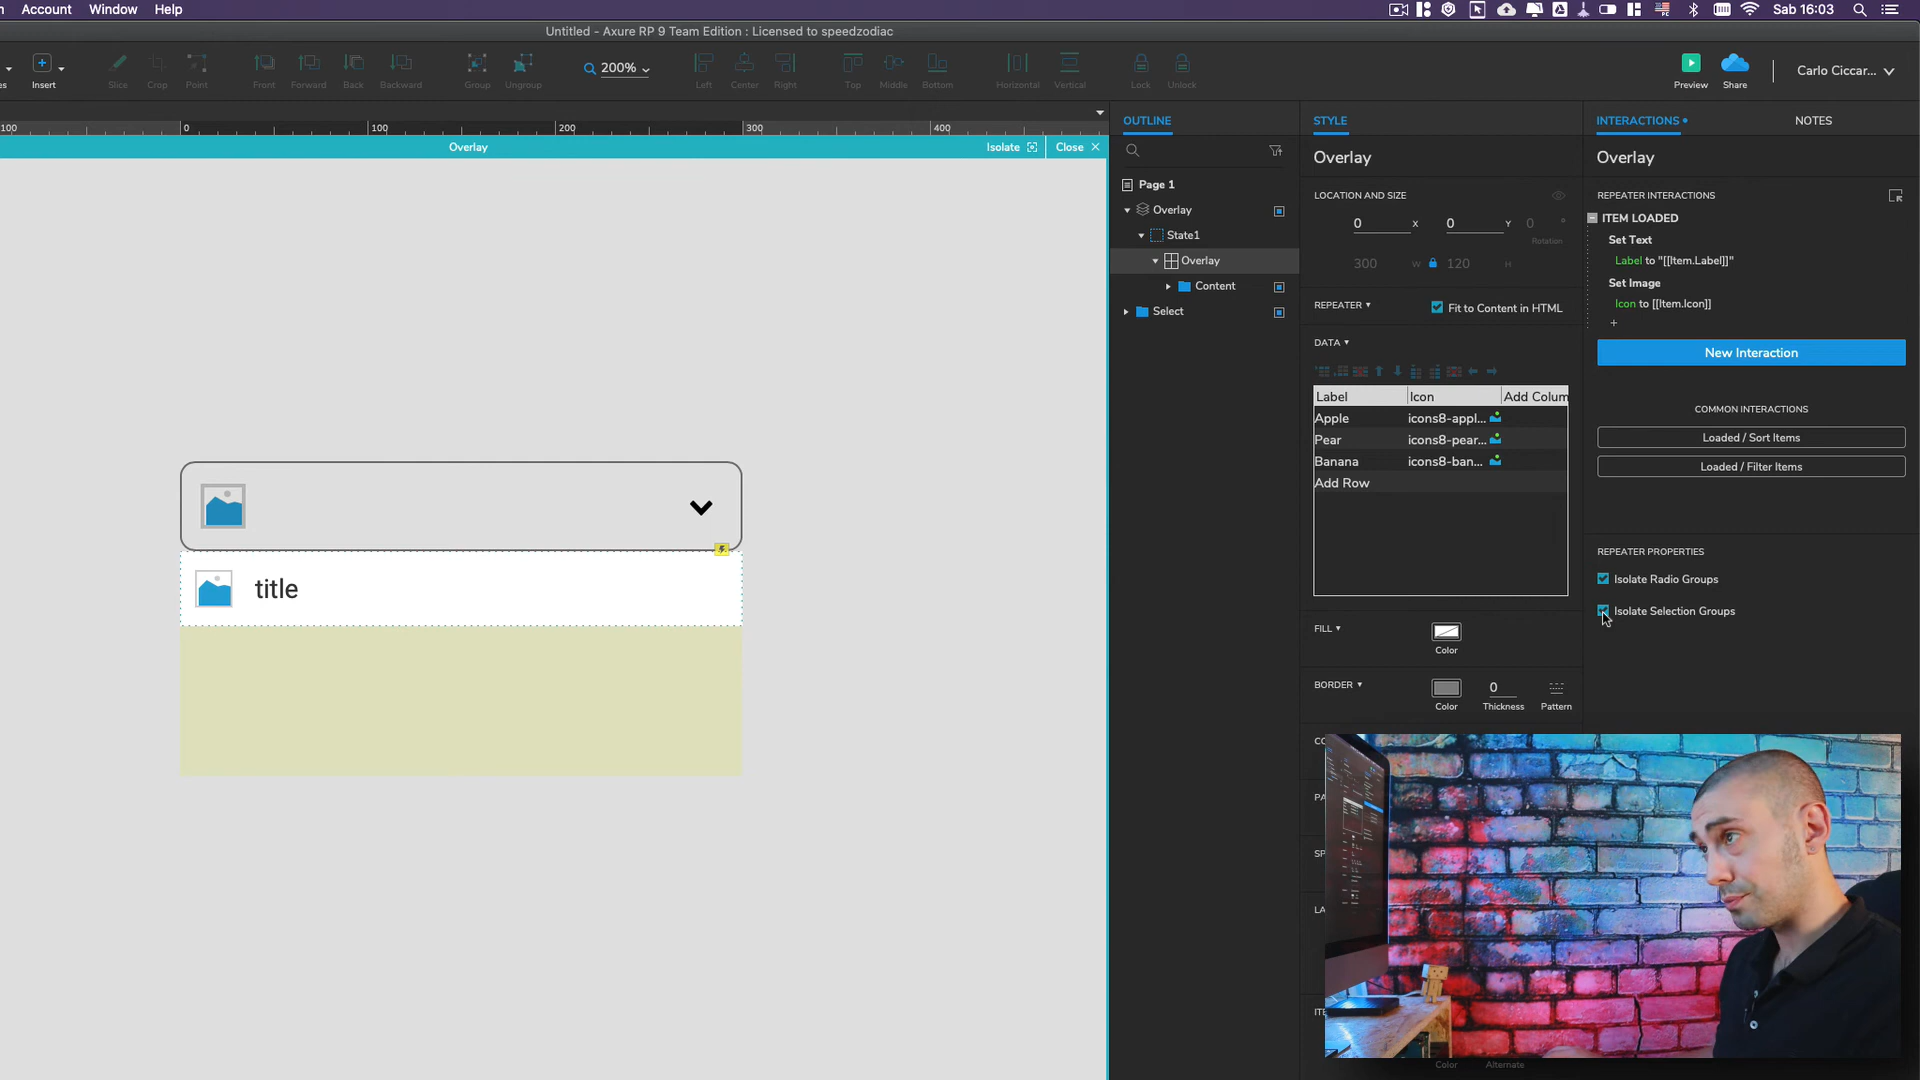 Account Window Help
Sab 16:03
Untitled - Axure RP 9 Team Edition : Licensed to speedzodiac
Insert Slice Crop Point Front Forward Back Backward Group Ungroup 200% Left Center Right Top Middle Bottom Horizontal Vertical Lock Unlock Preview Share Carlo Ciccar...
100 0 100 200 300 400
Overlay Isolate Close
title
OUTLINE
Page 1
Overlay
State1
Overlay
Content
Select
STYLE
Overlay
LOCATION AND SIZE
0 X 0 Y 0 °
Rotation
300 W 120 H
REPEATER Fit to Content in HTML
DATA
Label Icon Add Colum
Apple icons8-appl...
Pear icons8-pear...
Banana icons8-ban...
Add Row
FILL
Color
BORDER 0
Color Thickness Pattern
Color Alternate
INTERACTIONS NOTES
Overlay
REPEATER INTERACTIONS
ITEM LOADED
Set Text
Label to "[[Item.Label]]"
Set Image
Icon to [[Item.Icon]]
+
New Interaction
COMMON INTERACTIONS
Loaded / Sort Items
Loaded / Filter Items
REPEATER PROPERTIES
Isolate Radio Groups
Isolate Selection Groups